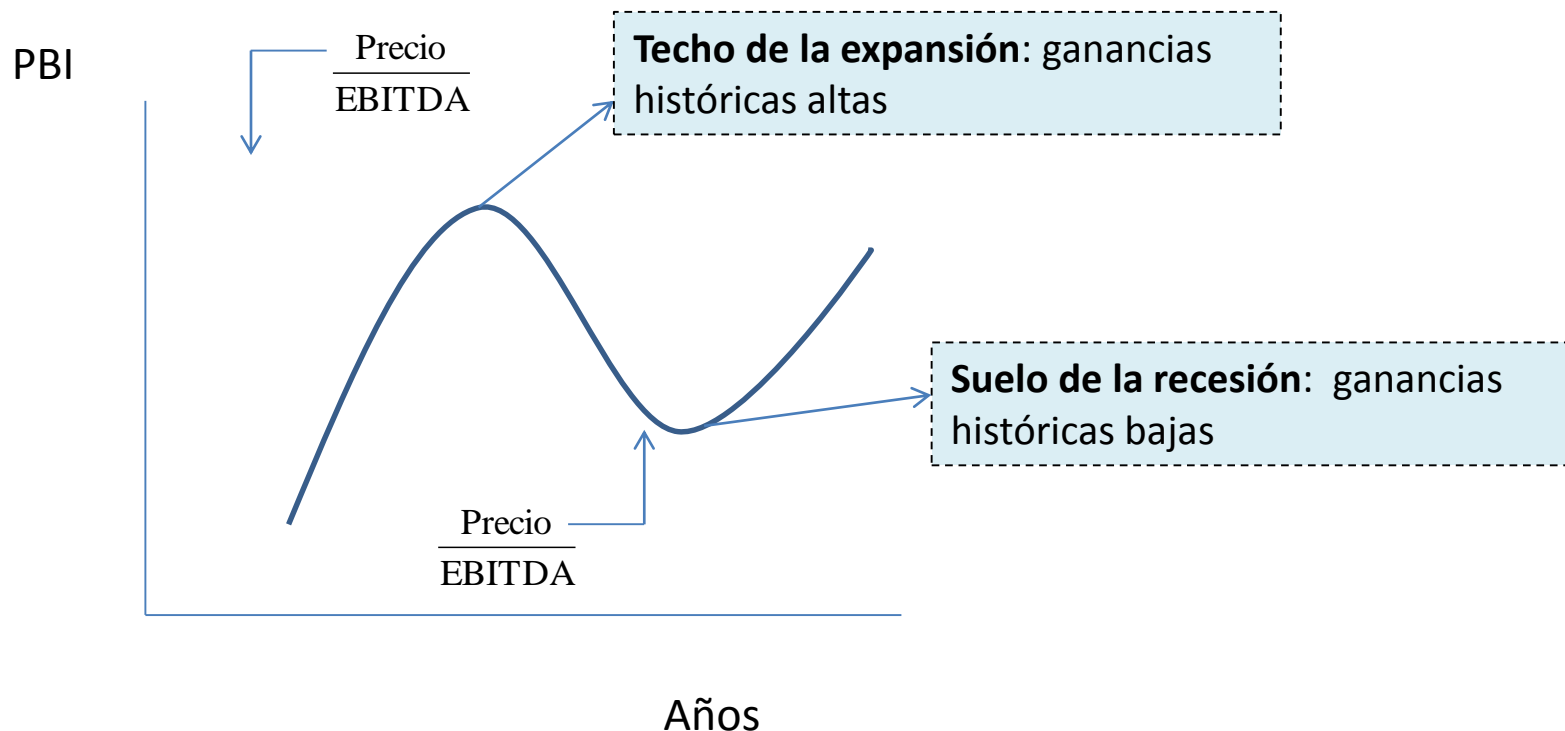 PBI
Precio
EBITDA
Techo de la expansión: ganancias
históricas altas
Suelo de la recesión:  ganancias
históricas bajas
Precio
EBITDA
Años